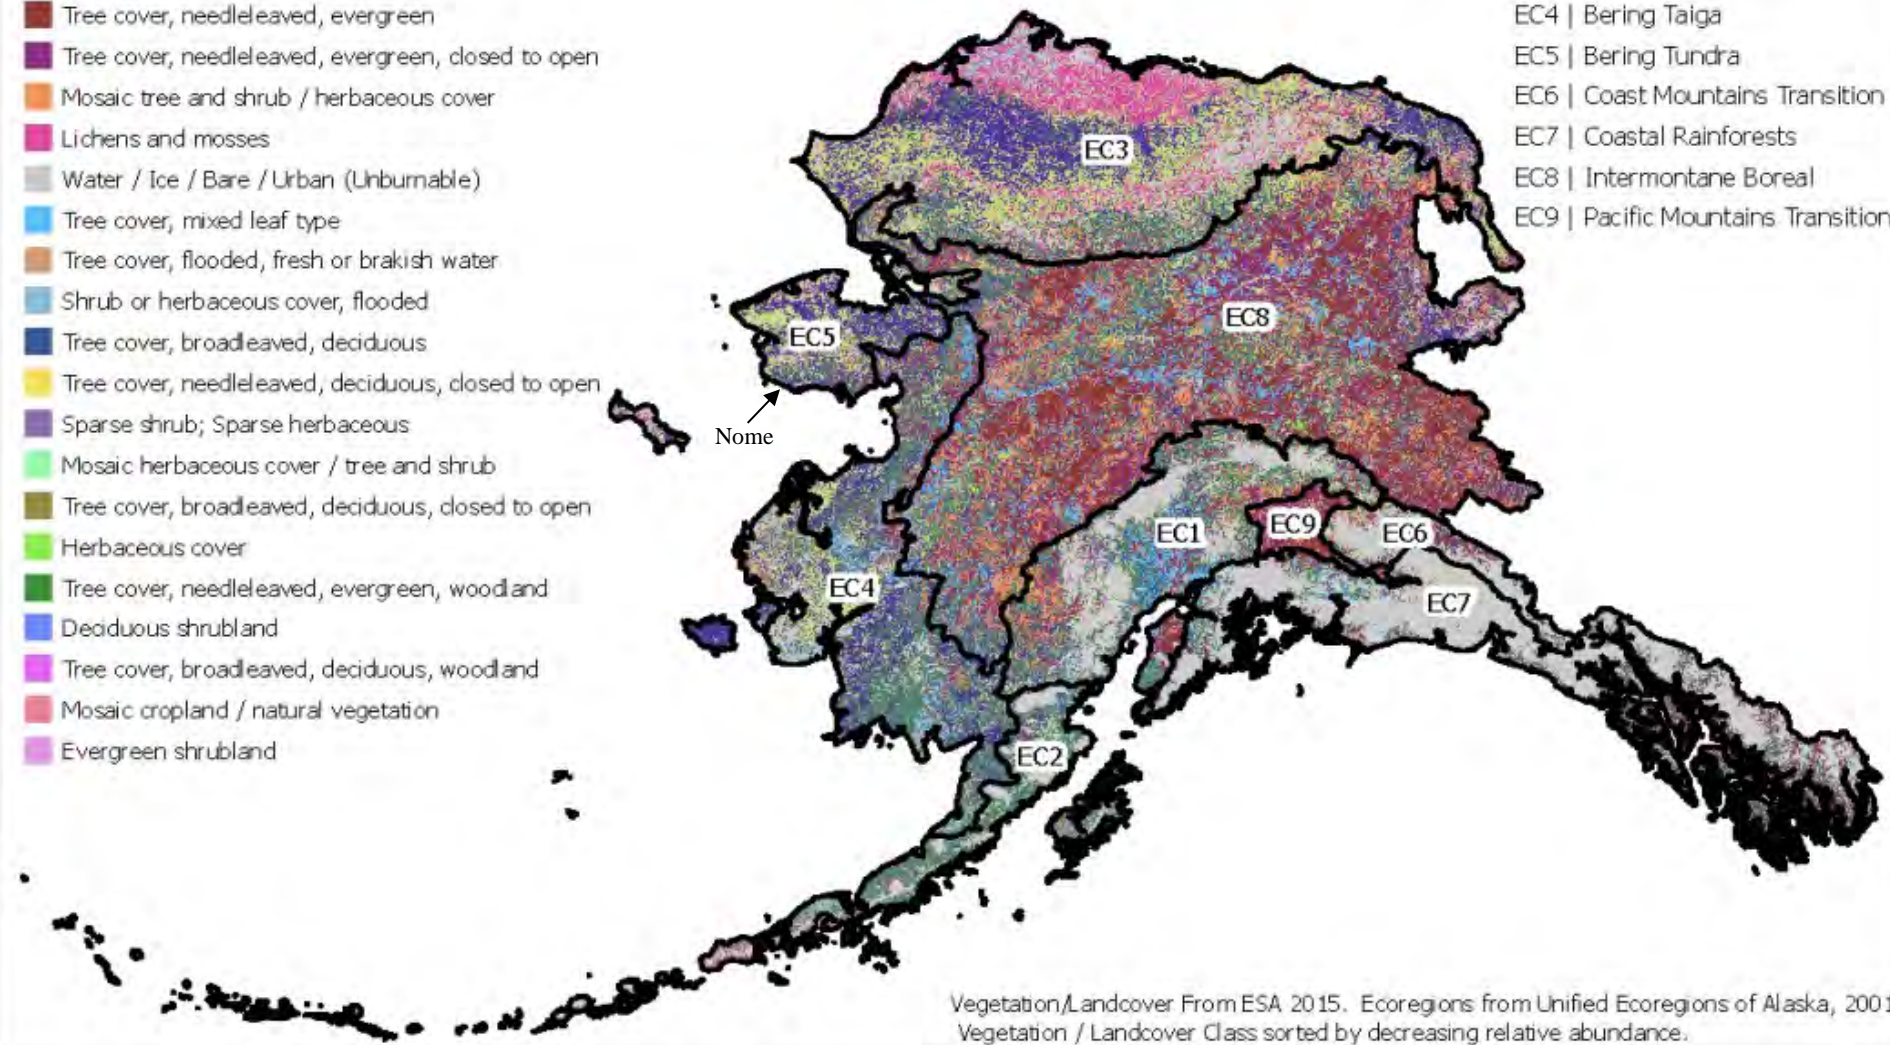 Tree cover, needleleaved, evergreen
Tree cover, needleleaved, evergreen, closed to open
Mosaic tree and shrub / herbaceous cover
Lichens and mosses
Water / Ice / Bare / Urban (Unburnable)
Tree cover, mixed leaf type
Tree cover, flooded, fresh or brakish water
Shrub or herbaceous cover, flooded
Tree cover, broadleaved, deciduous
Tree cover, needleleaved, deciduous, closed to open
Sparse shrub; Sparse herbaceous
Mosaic herbaceous cover / tree and shrub
Tree cover, broadleaved, deciduous, closed to open
Herbaceous cover
Tree cover, needleleaved, evergreen, woodland
Deciduous shrubland
Tree cover, broadleaved, deciduous, woodland
Mosaic cropland / natural vegetation
Evergreen shrubland
EC4 | Bering Taiga
EC5 | Bering Tundra
EC6 | Coast Mountains Transition
EC7 | Coastal Rainforests
EC8 | Intermontane Boreal
EC9 | Pacific Mountains Transition
EC3
EC8
EC5
Nome
EC9
EC1
EC6
EC4
EC7
EC2
Vegetation/Landcover From ESA 2015. Ecoregions from Unified Ecoregions of Alaska, 2001
Vegetation / Landcover Class sorted by decreasing relative abundance.